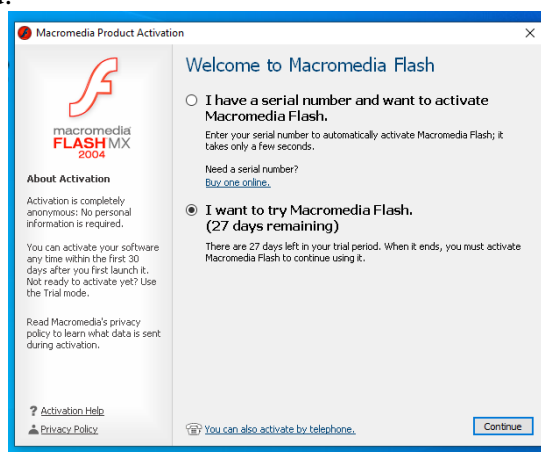 Macromedia Product Activation
macromedia
FLASH MX
2004
About Activation
Activation is completely
anonymous: No personal
information is required.
You can activate your software
any time within the first 30
days after you first launch it.
Not ready to activate yet? Use
the Trial mode.
Read Macromedia's privacy
policy to learn what data is sent
during activation.
? Activation Help
Privacy Policy
Welcome to Macromedia Flash
I have a serial number and want to activate
Macromedia Flash.
Enter your serial number to automatically activate Macromedia Flash; it
takes only a few seconds.
Need a serial number?
Buy one online.
I want to try Macromedia Flash.
(27 days remaining)
There are 27 days left in your trial period. When it ends, you must activate
Macromedia Flash to continue using it.
You can also activate by telephone.
Continue